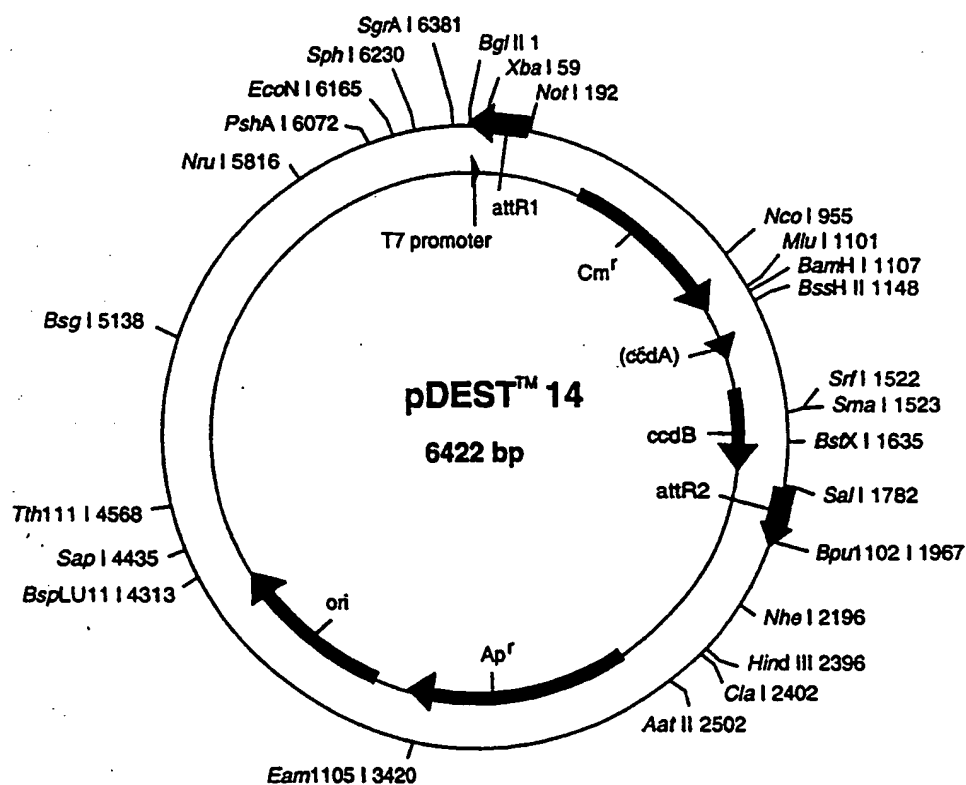 SgrA I 6381
Bgl II 1
Sph I 6230
Xba I 59
EcoN I 6165
Not I 192
PshA I 6072
Nru I 5816
attR1
T7 promoter
Nco I 955
Mlu I 1101
Cmr
BamH I 1107
BssH II 1148
Bsg I 5138
(ccdA)
pDEST™ 14
Srf I 1522
Sma I 1523
ccdB
6422 bp
BstX I 1635
attR2
Sal I 1782
Tth111 I 4568
Bpu1102 I 1967
Sap I 4435
BspLU11 I 4313
ori
Nhe I 2196
Apr
Hind III 2396
Cla I 2402
Aat II 2502
Eam1105 I 3420